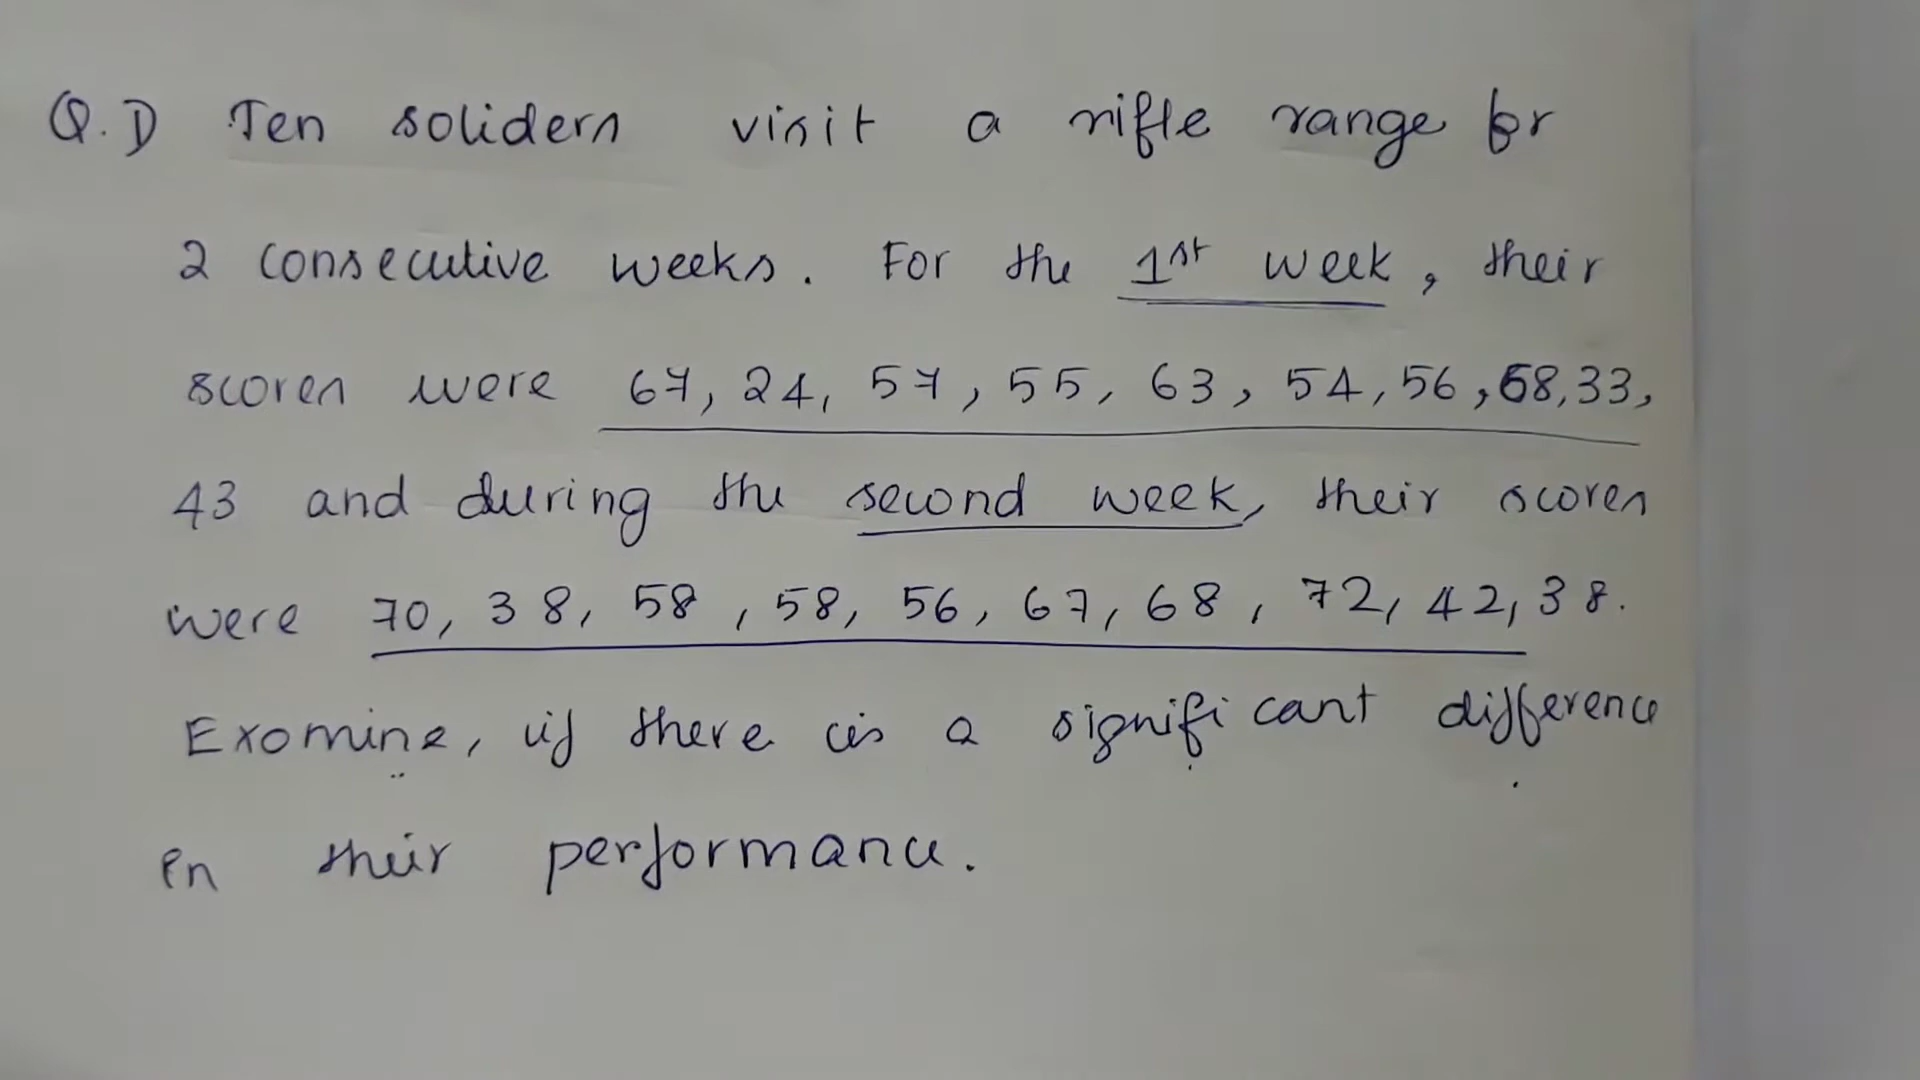 Q.1) Ten soliders visit a rifle range for
2 consecutive weeks. For the 1st week, their
scores were 67, 24, 57, 55, 63, 54, 56, 68, 33,
43 and during the second week, their scores
were 70, 38, 58, 58, 56, 67, 68, 72, 42, 38.
Examine, if there is a significant difference
in their performance.